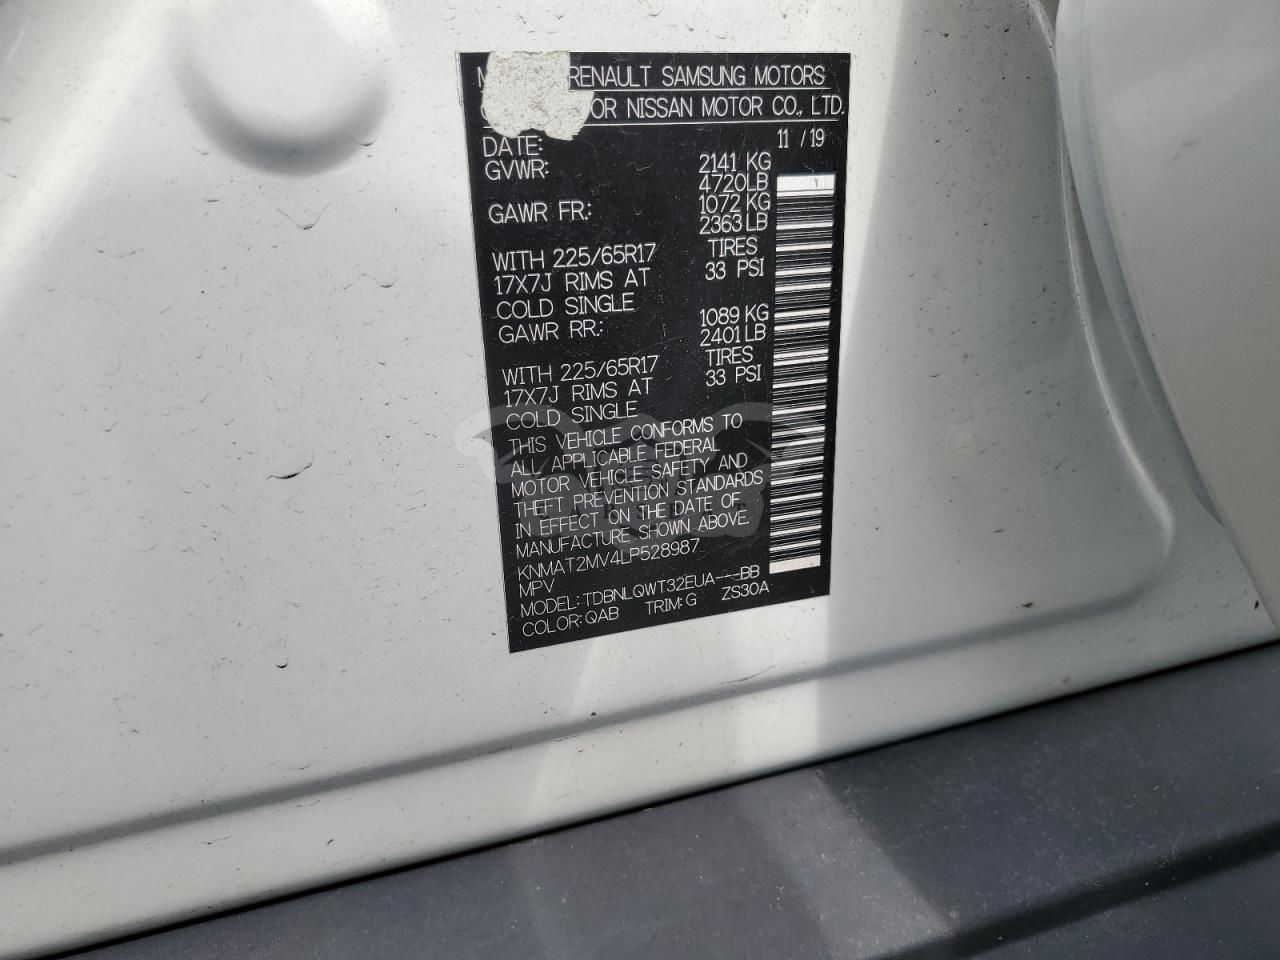 RENAULT SAMSUNG MOTORS
OR NISSAN MOTOR CO., LTD.
DATE: 11 / 19
GVWR: 2141 KG
4720LB
GAWR FR.: 1072 KG
2363LB
WITH 225/65R17 TIRES
17X7J RIMS AT 33 PSI
COLD SINGLE
GAWR RR: 1089 KG
2401LB
WITH 225/65R17 TIRES
17X7J RIMS AT 33 PSI
COLD SINGLE
THIS VEHICLE CONFORMS TO
ALL APPLICABLE FEDERAL
MOTOR VEHICLE SAFETY AND
THEFT PREVENTION STANDARDS
IN EFFECT ON THE DATE OF
MANUFACTURE SHOWN ABOVE.
KNMAT2MV4LP528987
MPV
MODEL: TDBNLQWT32EUA---BB
COLOR: QAB TRIM: G ZS30A